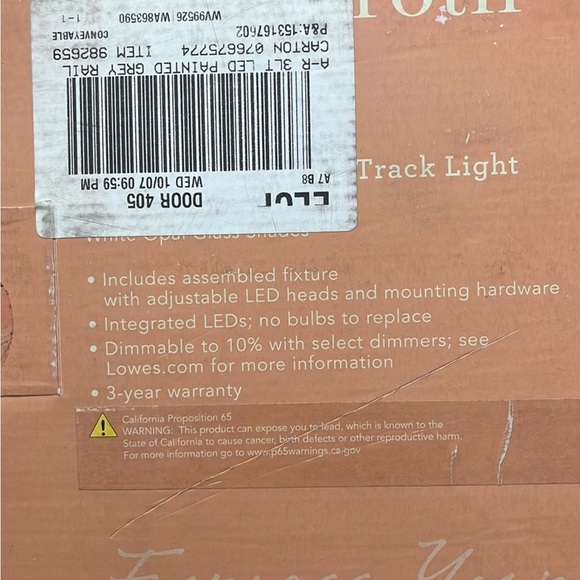 WV99526 WA863590
1-1
P&A:153167602
CONVEYABLE
CARTON 076675774 ITEM 982659
A-R 3LT LED PAINTED GREY RAIL
A7 B8
WED 10/07 09:59 PM
DOOR 405
Track Light
White Opal Glass Shades
• Includes assembled fixture
with adjustable LED heads and mounting hardware
• Integrated LEDs; no bulbs to replace
• Dimmable to 10% with select dimmers; see
Lowes.com for more information
• 3-year warranty
California Proposition 65
WARNING: This product can expose you to lead, which is known to the
State of California to cause cancer, birth defects or other reproductive harm.
For more information go to www.p65warnings.ca.gov